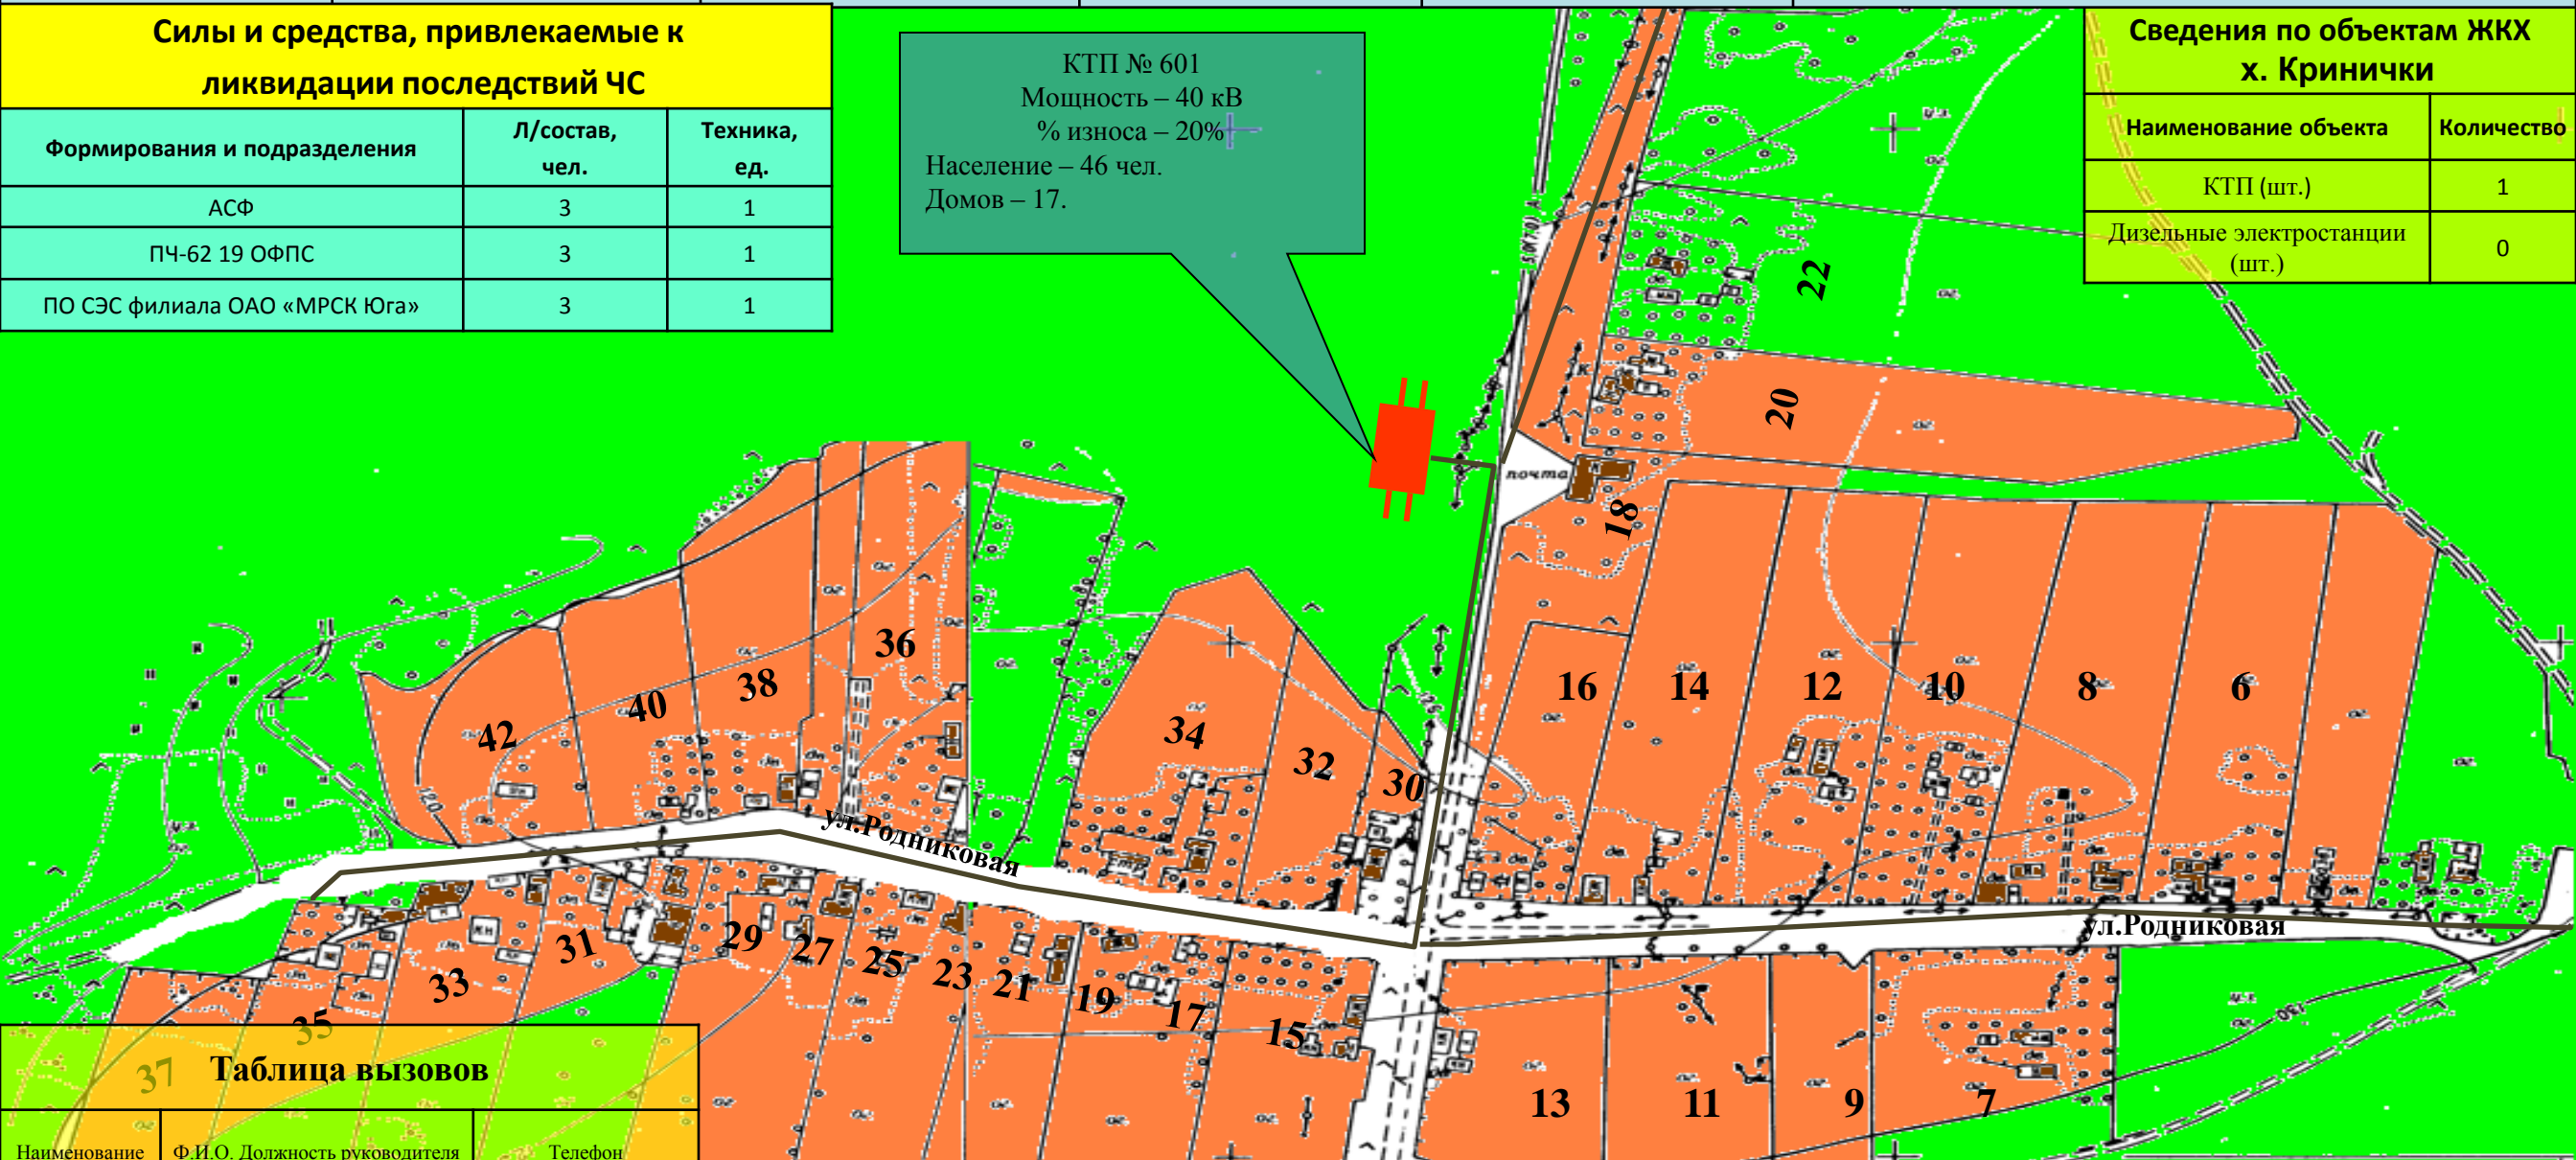 Силы и средства, привлекаемые к
ликвидации последствий ЧС
Формирования и подразделения
Л/состав,
чел.
Техника,
ед.
АСФ
3
1
ПЧ-62 19 ОФПС
3
1
ПО СЭС филиала ОАО «МРСК Юга»
3
1
КТП № 601
Мощность – 40 кВ
% износа – 20%
Население – 46 чел.
Домов – 17.
Сведения по объектам ЖКХ
х. Кринички
Наименование объекта
Количество
КТП (шт.)
1
Дизельные электростанции
(шт.)
0
22
20
почта
18
36
38
40
42
34
32
30
16
14
12
10
8
6
120
ул.Родниковая
ул.Родниковая
29
27
25
23
21
19
17
15
31
33
35
37
13
11
9
7
130
Таблица вызовов
Наименование
Ф.И.О. Должность руководителя
Телефон